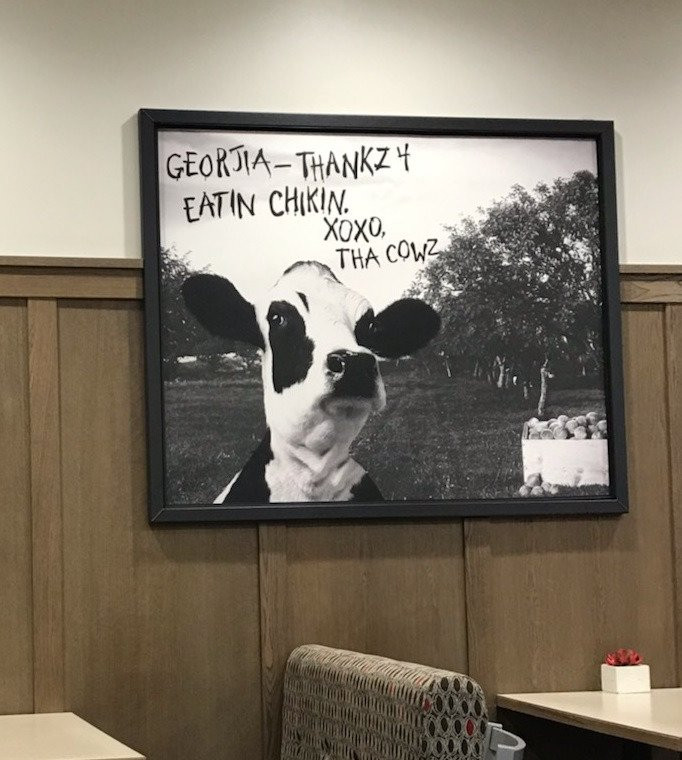 GEORJIA – THANKZ 4
EATIN CHIKIN.
XOXO,
THA COWZ